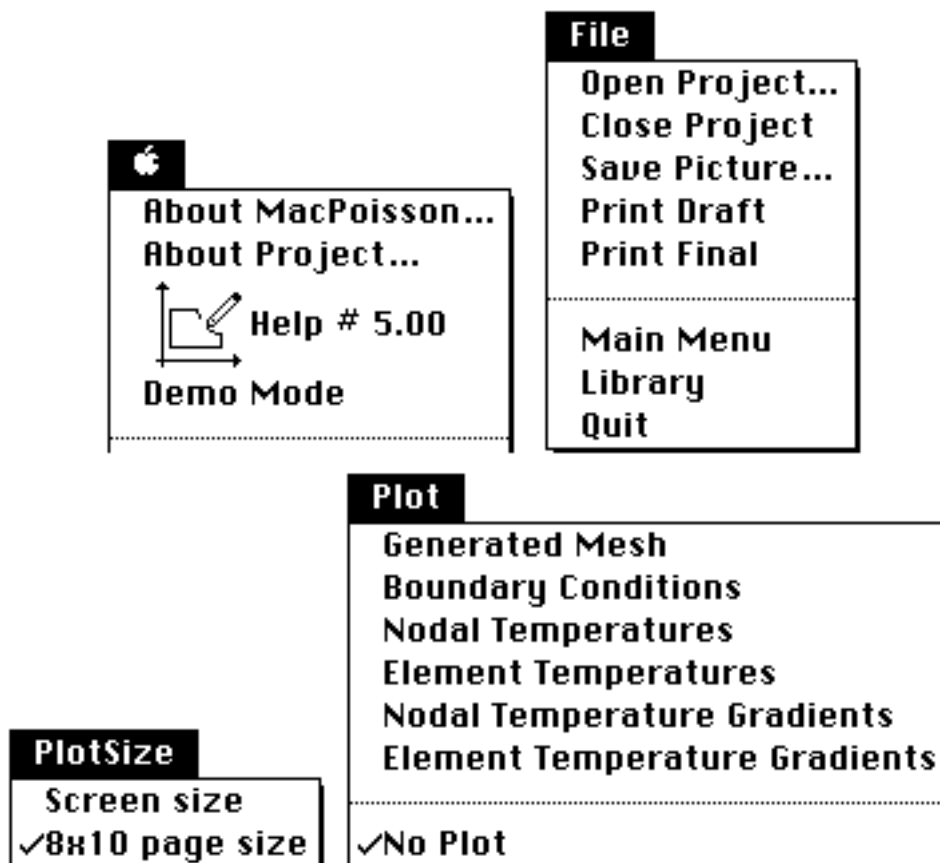 File
Open Project...
Close Project
Save Picture...
Print Draft
Print Final
Main Menu
Library
Quit
About MacPoisson...
About Project...
Help # 5.00
Demo Mode
Plot
Generated Mesh
Boundary Conditions
Nodal Temperatures
Element Temperatures
Nodal Temperature Gradients
Element Temperature Gradients
✓No Plot
PlotSize
Screen size
✓8x10 page size